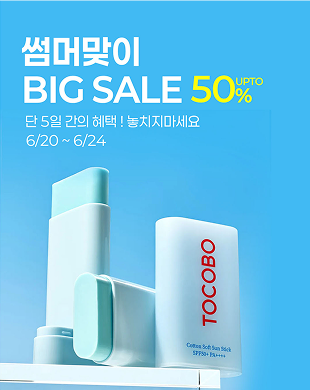 썸머맞이
BIG SALE 50% UPTO
단 5일 간의 혜택 ! 놓치지마세요
6/20 ~ 6/24
TOCOBO
Cotton Soft Sun Stick
SPF50+ PA++++